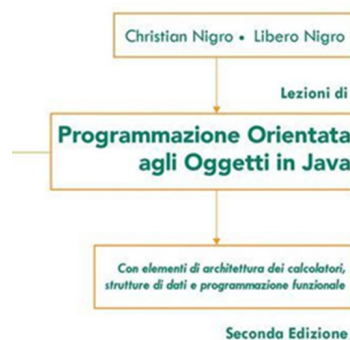 Christian Nigro • Libero Nigro
Lezioni di
Programmazione Orientata
agli Oggetti in Java
Con elementi di architettura dei calcolatori,
strutture di dati e programmazione funzionale
Seconda Edizione